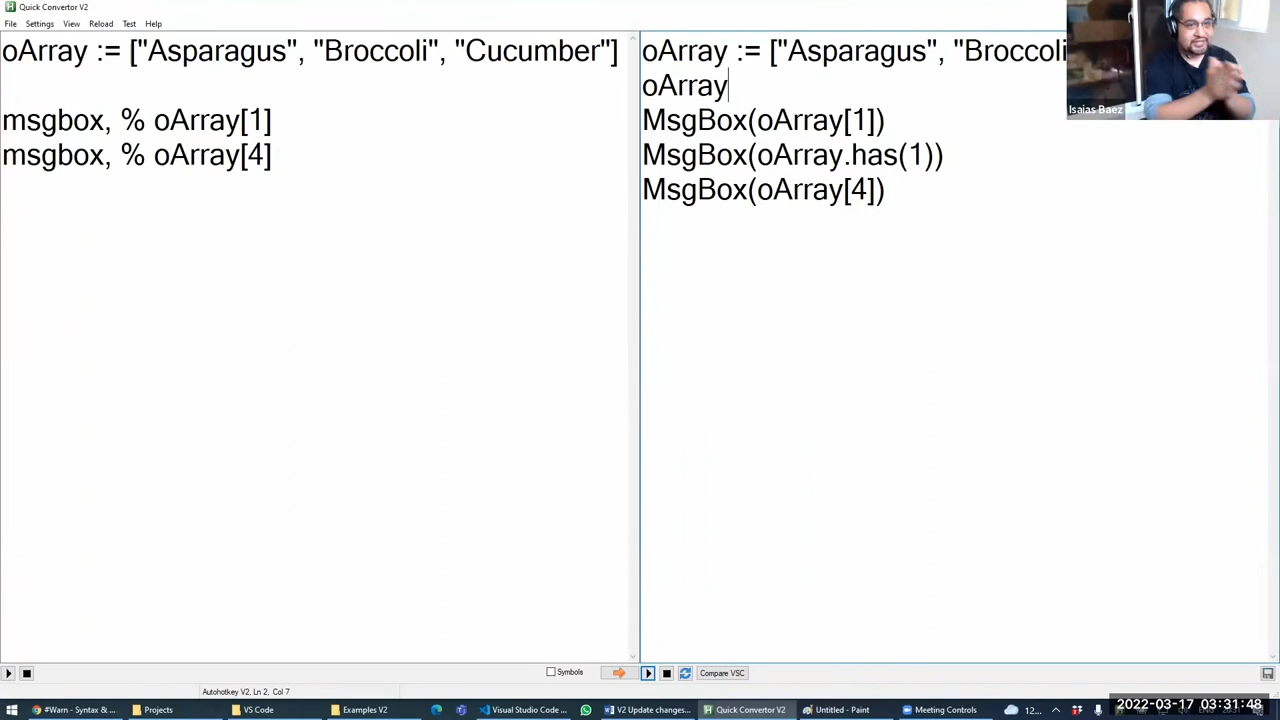 Quick Convertor V2
File Settings View Reload Test Help
oArray := ["Asparagus", "Broccoli", "Cucumber"]
msgbox, % oArray[1]
msgbox, % oArray[4]
oArray := ["Asparagus", "Broccoli
oArray
MsgBox(oArray[1])
MsgBox(oArray.has(1))
MsgBox(oArray[4])
Isaias Baez
Symbols
Compare VSC
Autohotkey V2, Ln 2, Col 7
#Warn - Syntax & ...
Projects
VS Code
Examples V2
Visual Studio Code ...
V2 Update changes...
Quick Convertor V2
Untitled - Paint
Meeting Controls
12...
2022-03-17 03:31:48